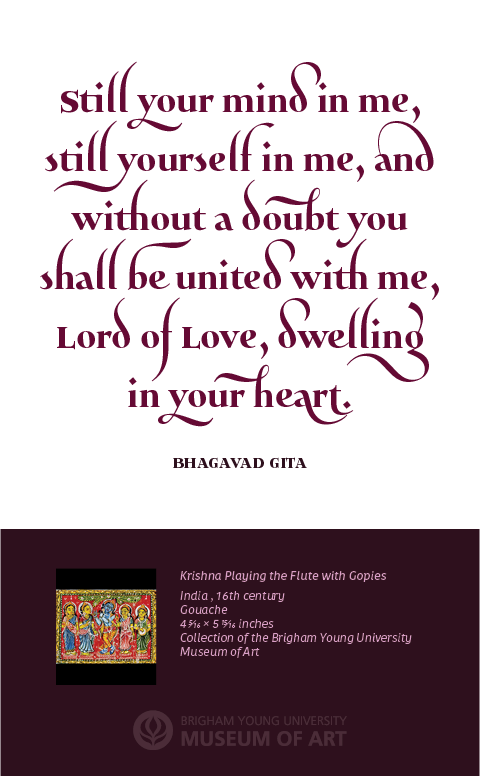 Still your mind in me,
still yourself in me, and
without a doubt you
shall be united with me,
Lord of Love, dwelling
in your heart.
BHAGAVAD GITA
Krishna Playing the Flute with Gopies
India , 16th century
Gouache
4 5⁄16 × 5 15⁄16 inches
Collection of the Brigham Young University
Museum of Art
BRIGHAM YOUNG UNIVERSITY
MUSEUM OF ART